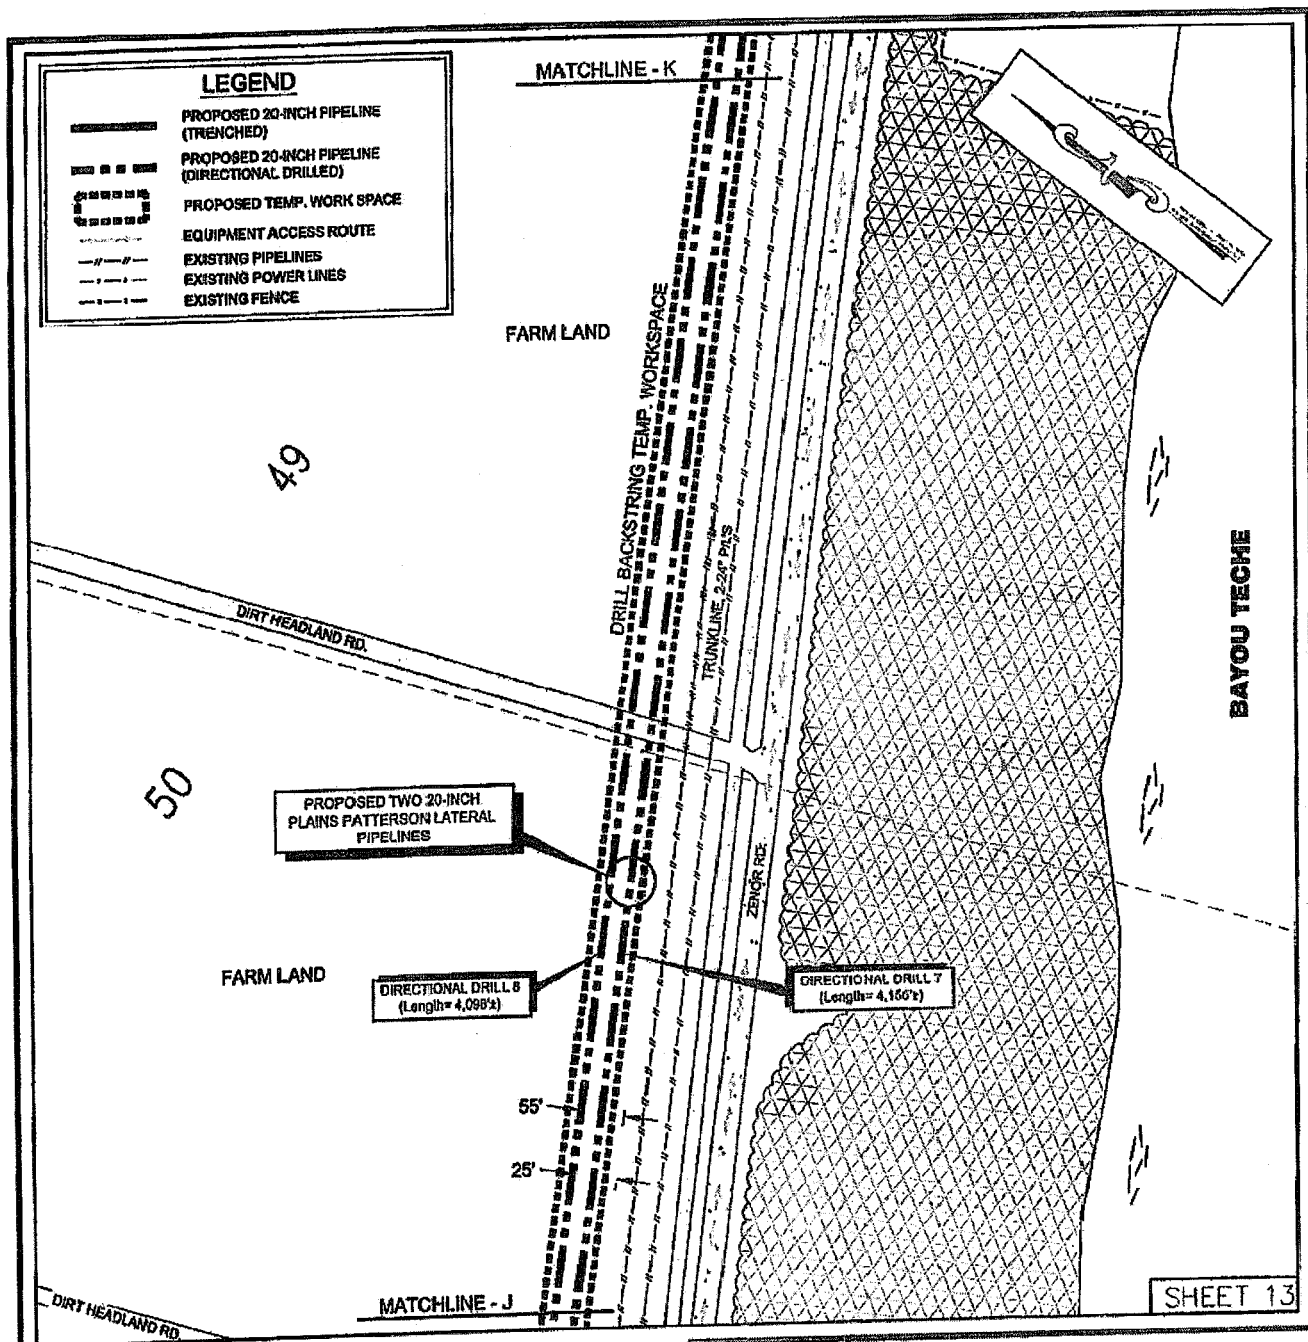 LEGEND
PROPOSED 20-INCH PIPELINE
(TRENCHED)
PROPOSED 20-INCH PIPELINE
(DIRECTIONAL DRILLED)
PROPOSED TEMP. WORK SPACE
EQUIPMENT ACCESS ROUTE
EXISTING PIPELINES
EXISTING POWER LINES
EXISTING FENCE
MATCHLINE - K
FARM LAND
DRILL BACKSTRING TEMP. WORKSPACE
TRUNKLINE 2-24" P/L'S
49
BAYOU TECHE
DIRT HEADLAND RD.
50
PROPOSED TWO 20-INCH
PLAINS PATTERSON LATERAL
PIPELINES
ZENOR RD.
FARM LAND
DIRECTIONAL DRILL
DIRECTIONAL DRILL 7
55'
25'
MATCHLINE - J
DIRT HEADLAND RD.
SHEET 13